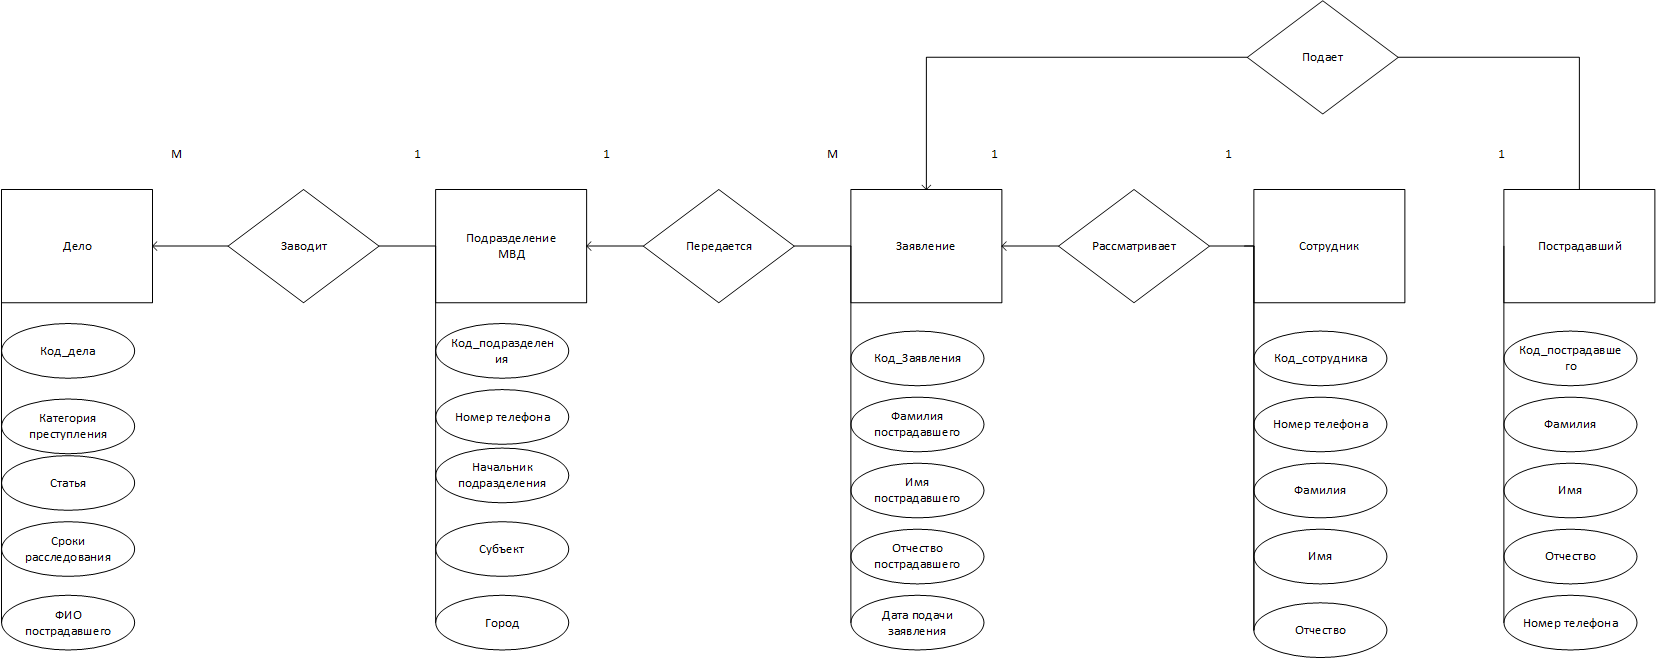 Подает
М
1
1
М
1
1
1
Дело
Заводит
Подразделение
МВД
Передается
Заявление
Рассматривает
Сотрудник
Пострадавший
Код_дела
Категория
преступления
Статья
Сроки
расследования
ФИО
пострадавшего
Код_подразделен
ия
Номер телефона
Начальник
подразделения
Субъект
Город
Код_Заявления
Фамилия
пострадавшего
Имя
пострадавшего
Отчество
пострадавшего
Дата подачи
заявления
Код_сотрудника
Номер телефона
Фамилия
Имя
Отчество
Код_пострадавше
го
Фамилия
Имя
Отчество
Номер телефона